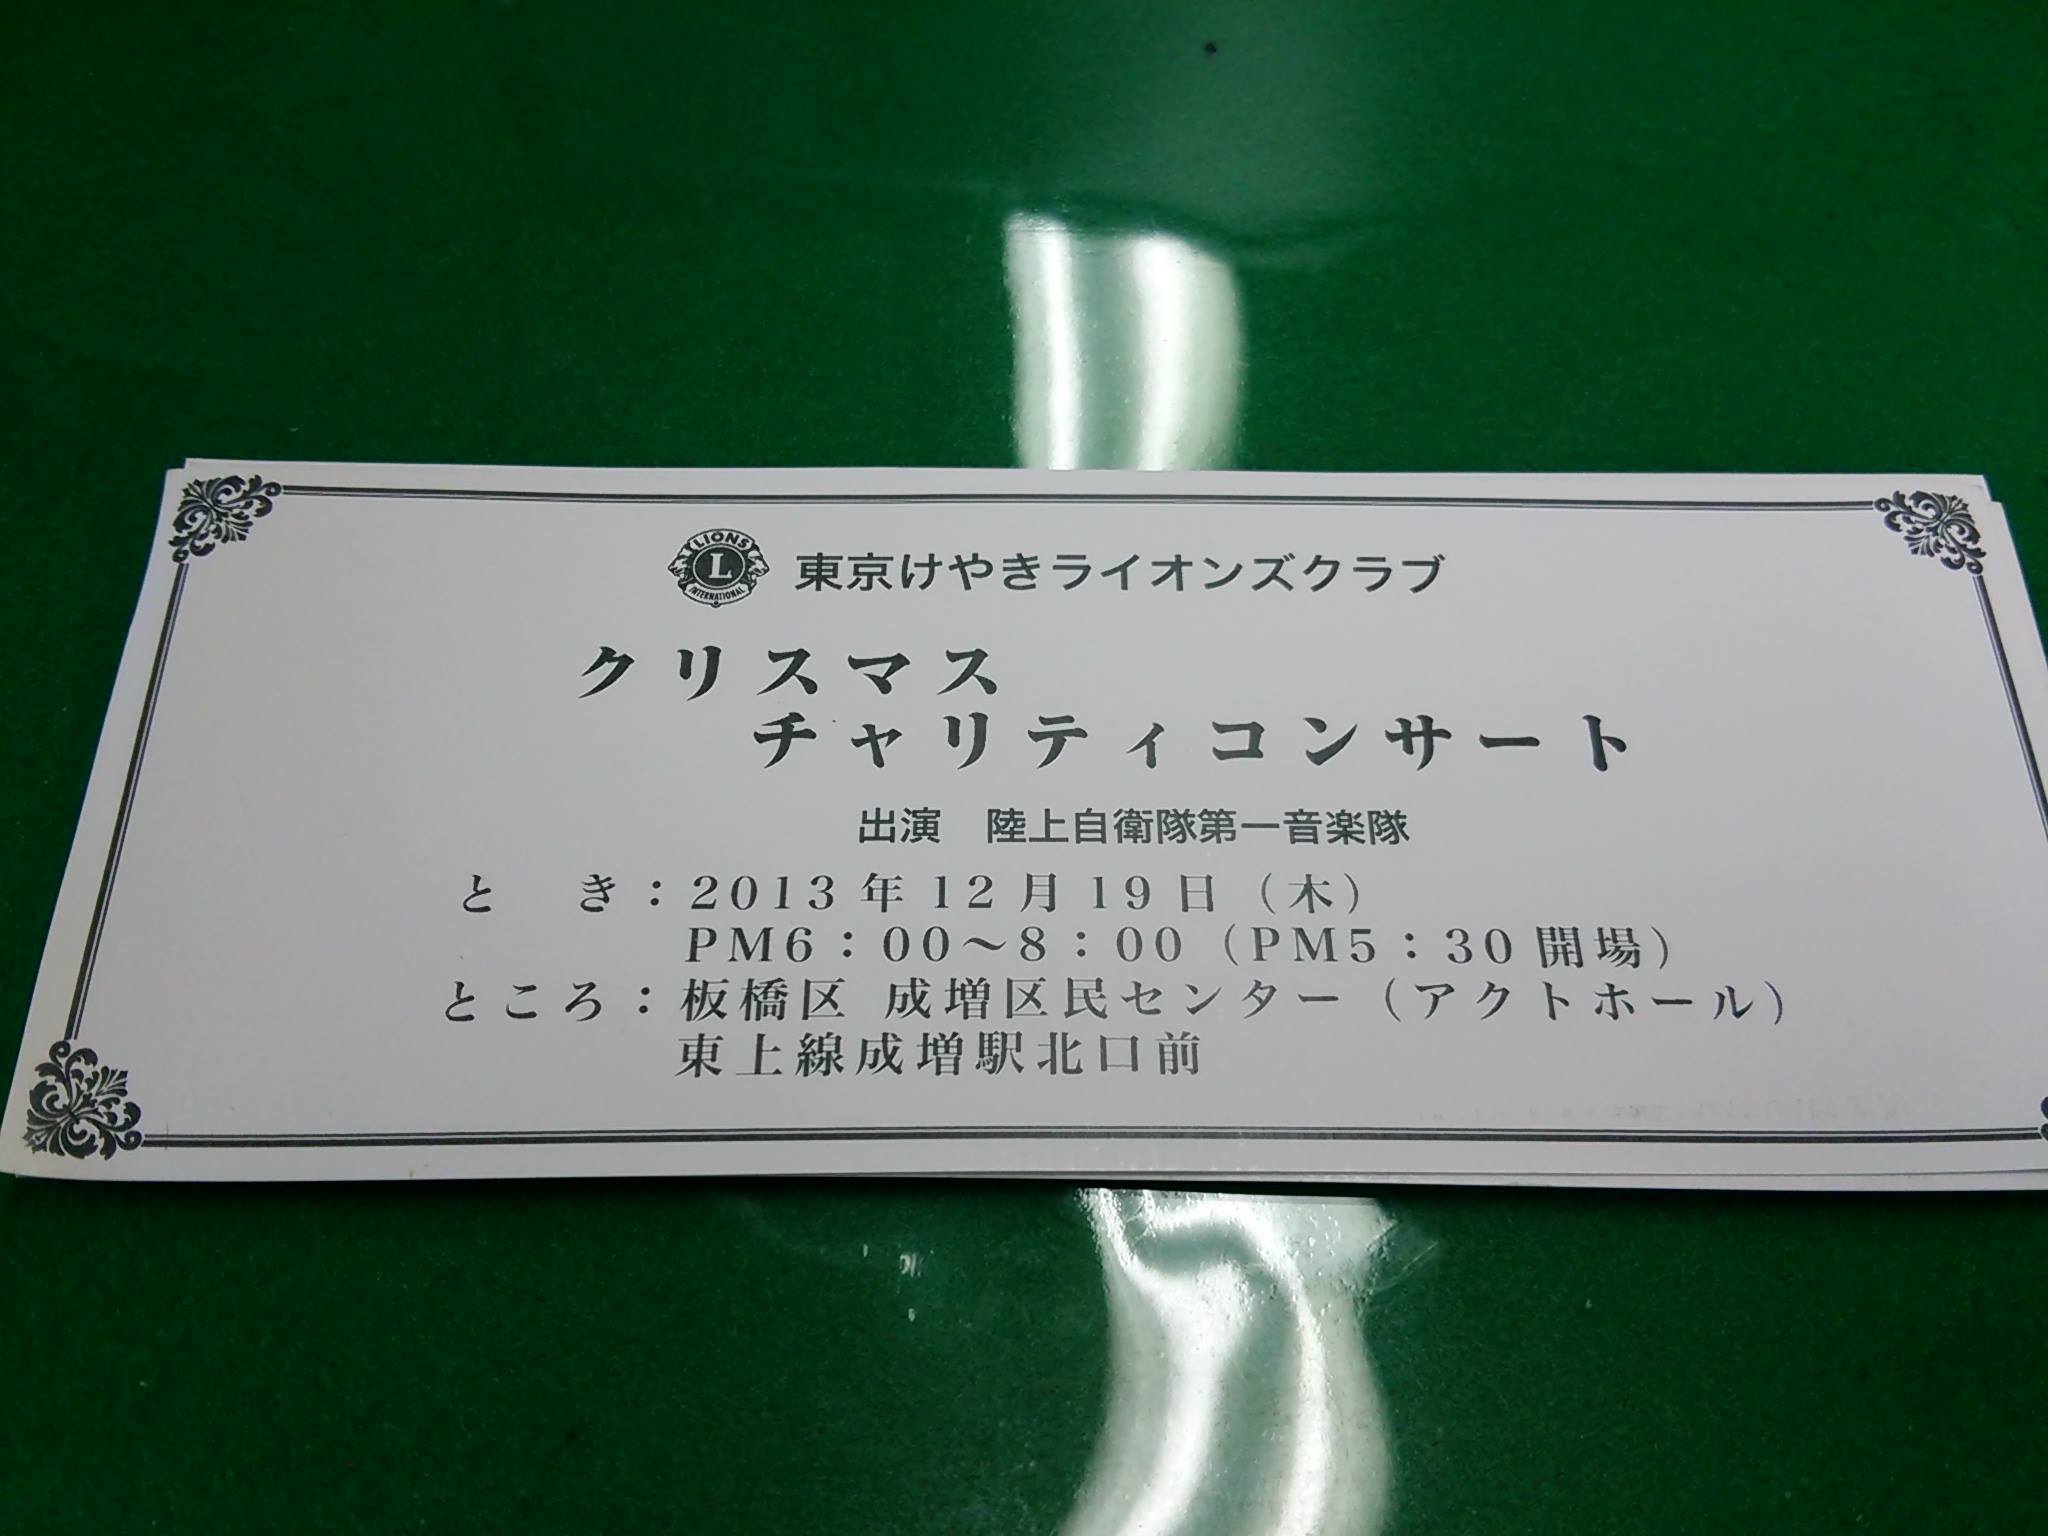 LIONS
L
INTERNATIONAL
東京けやきライオンズクラブ
クリスマス
チャリティコンサート
出演 陸上自衛隊第一音楽隊
と き：2013年12月19日（木）
PM6：00～8：00（PM5：30開場）
ところ：板橋区 成増区民センター（アクトホール）
東上線成増駅北口前